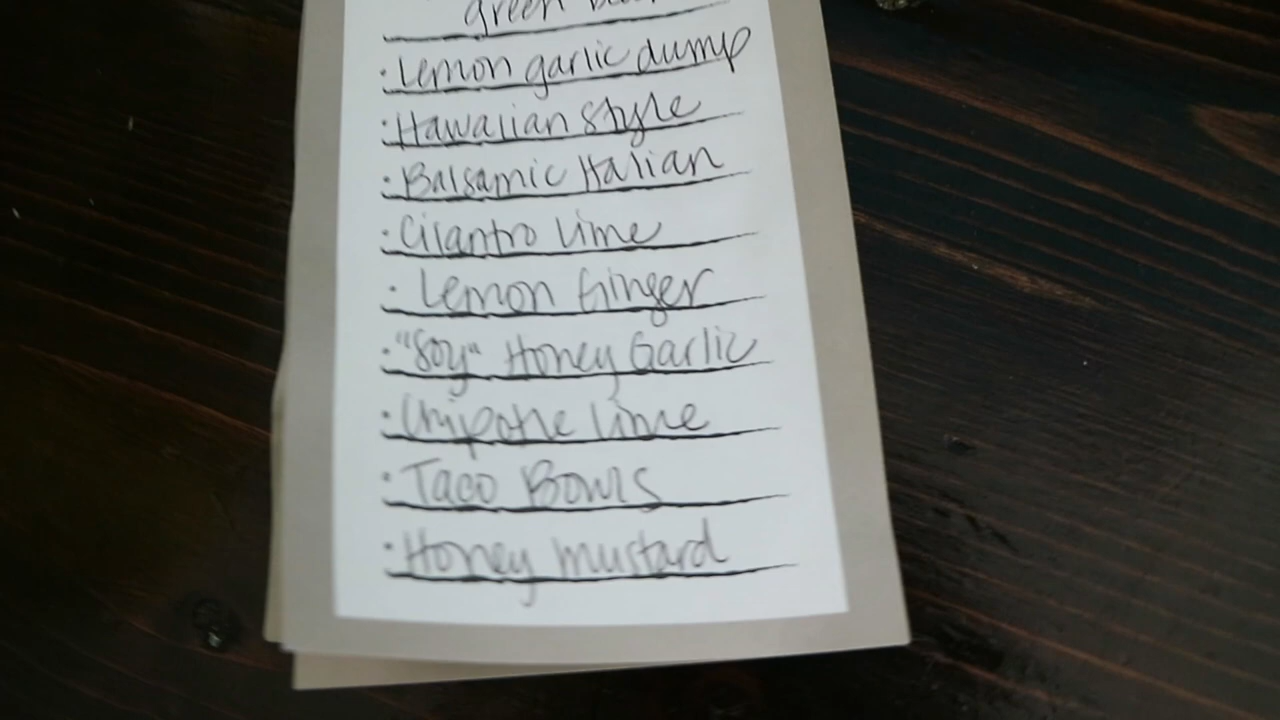 green
· Lemon garlic dump
· Hawaiian Style
· Balsamic Italian
· Cilantro lime
· Lemon Ginger
· "Soy" Honey Garlic
· Chipotle lime
· Taco Bowls
· Honey mustard